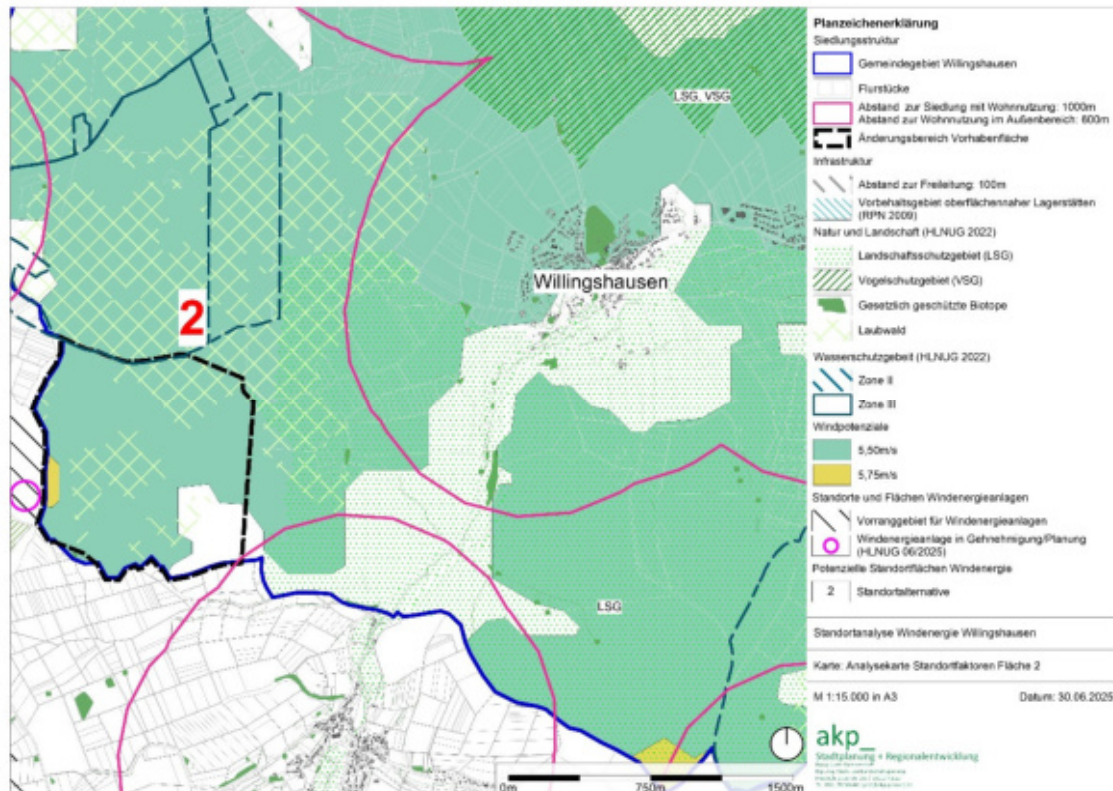 LSG, VSG
Willingshausen
2
LSG
0m 750m 1500m
Planzeichenerklärung
Siedlungsstruktur
Gemeindegebiet Willingshausen
Flurstücke
Abstand zur Siedlung mit Wohnnutzung: 1000m
Abstand zur Wohnnutzung im Außenbereich: 600m
Änderungsbereich Vorhabenfläche
Infrastruktur
Abstand zur Freileitung: 100m
Vorbehaltsgebiet oberflächennaher Lagerstätten
(RPN 2009)
Natur und Landschaft (HLNUG 2022)
Landschaftsschutzgebiet (LSG)
Vogelschutzgebiet (VSG)
Gesetzlich geschützte Biotope
Laubwald
Wasserschutzgebeit (HLNUG 2022)
Zone II
Zone III
Windpotenziale
5,50m/s
5,75m/s
Standorte und Flächen Windenergieanlagen
Vorranggebiet für Windenergieanlagen
Windenergieanlage in Gehnehmigung/Planung
(HLNUG 06/2025)
Potenzielle Standortflächen Windenergie
2 Standortalternative
Standortanalyse Windenergie Willingshausen
Karte: Analysekarte Standortfaktoren Fläche 2
M 1:15.000 in A3 Datum: 30.06.2025
akp_
Stadtplanung + Regionalentwicklung